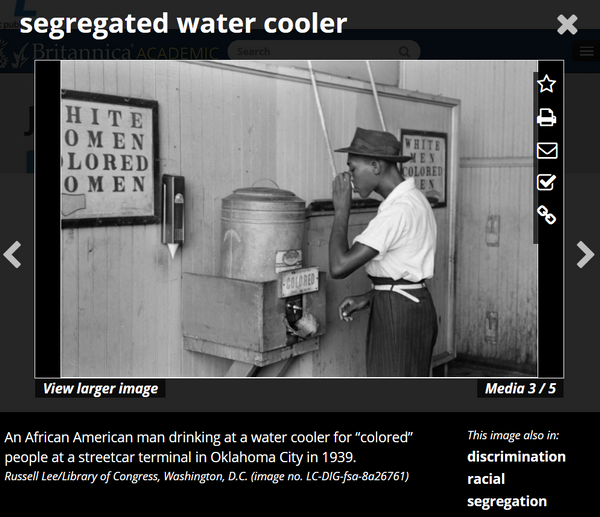 segregated water cooler
Britannica ACADEMIC
Search
HITE
OMEN
OLORED
OMEN
WHITE
MEN
COLORED
EN
COLORED
View larger image
Media 3 / 5
An African American man drinking at a water cooler for “colored”
people at a streetcar terminal in Oklahoma City in 1939.
Russell Lee/Library of Congress, Washington, D.C. (image no. LC-DIG-fsa-8a26761)
This image also in:
discrimination
racial
segregation